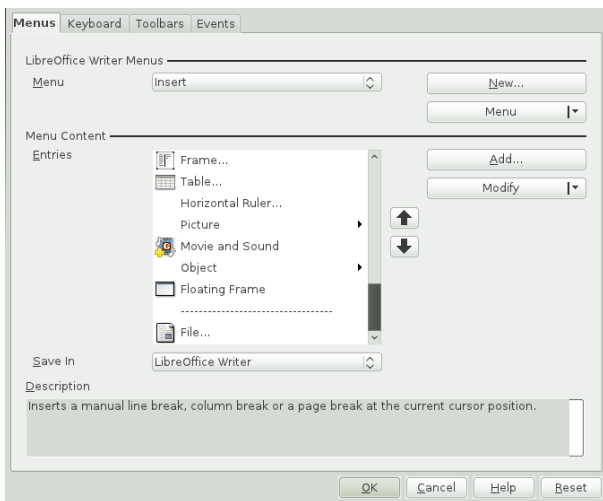 Menus Keyboard Toolbars Events
LibreOffice Writer Menus
Menu Insert New...
Menu
Menu Content
Entries Add...
Modify
Frame...
Table...
Horizontal Ruler...
Picture
Movie and Sound
Object
Floating Frame
---------------------------------
File...
Save In LibreOffice Writer
Description
Inserts a manual line break, column break or a page break at the current cursor position.
OK Cancel Help Reset